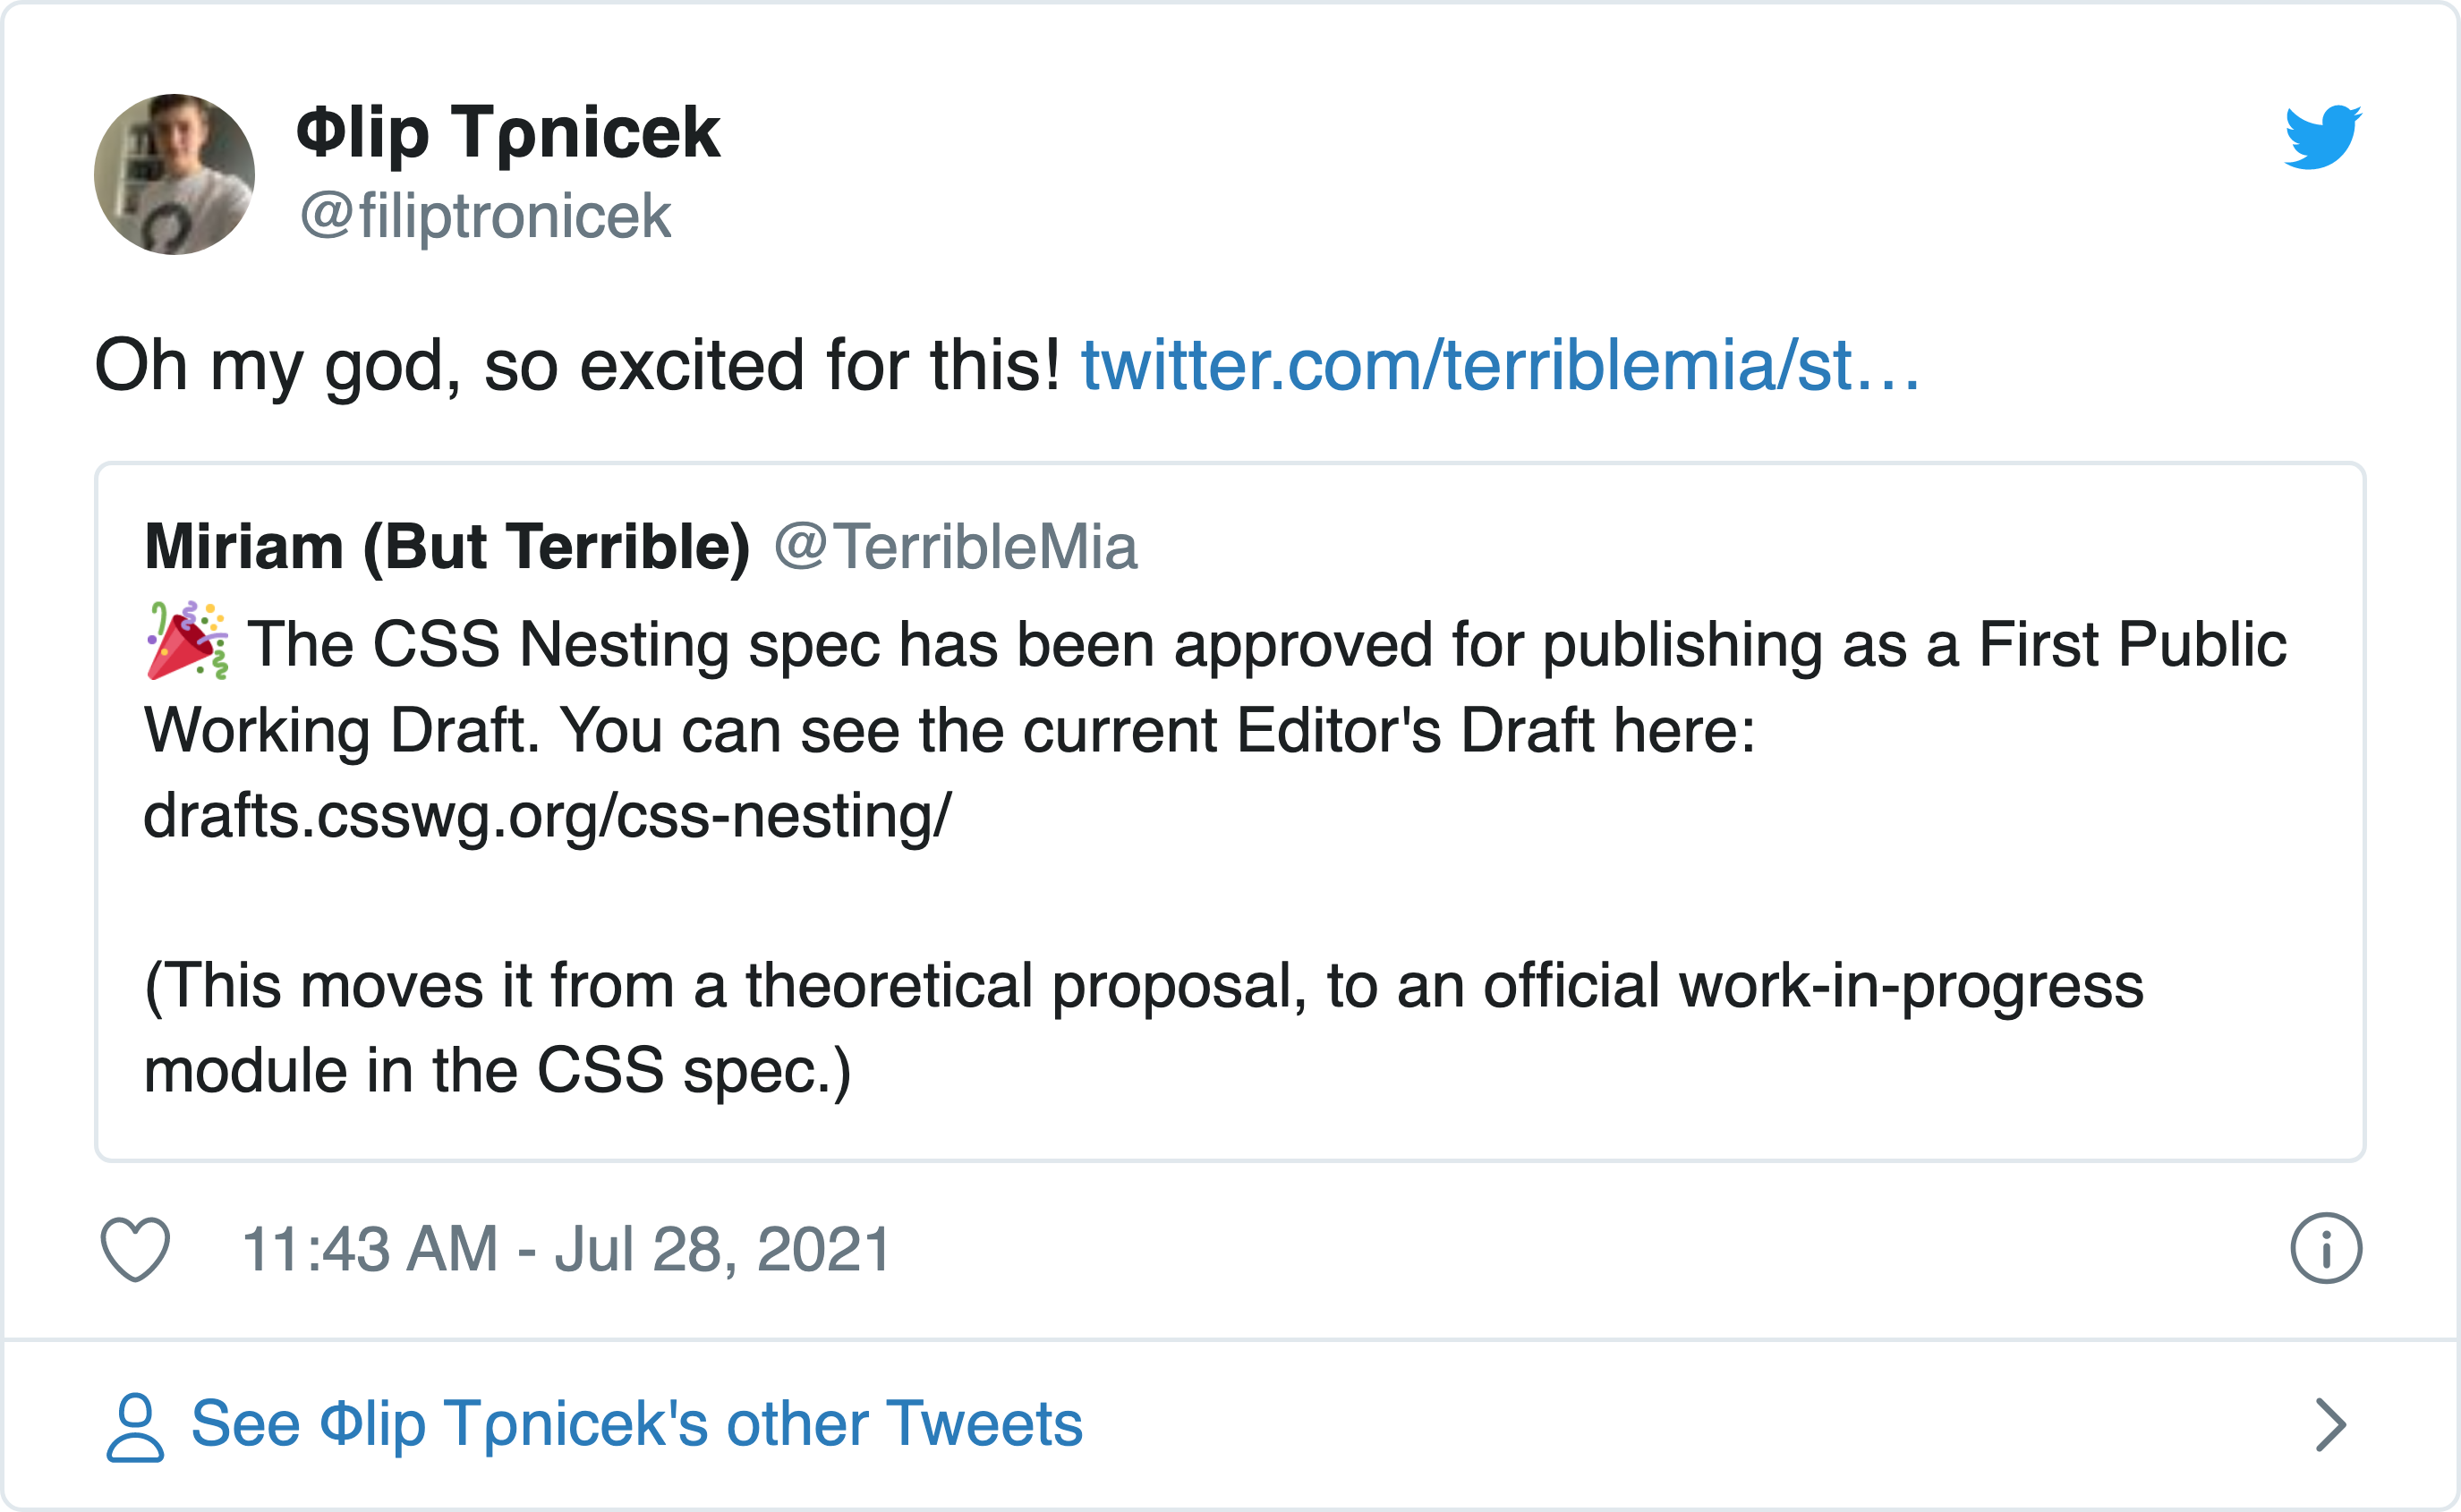 Φlip Tρnicek
@filiptronicek
Oh my god, so excited for this! twitter.com/terriblemia/st…
Miriam (But Terrible) @TerribleMia
🎉 The CSS Nesting spec has been approved for publishing as a First Public
Working Draft. You can see the current Editor's Draft here:
drafts.csswg.org/css-nesting/
(This moves it from a theoretical proposal, to an official work-in-progress
module in the CSS spec.)
11:43 AM - Jul 28, 2021
See Φlip Tρnicek's other Tweets